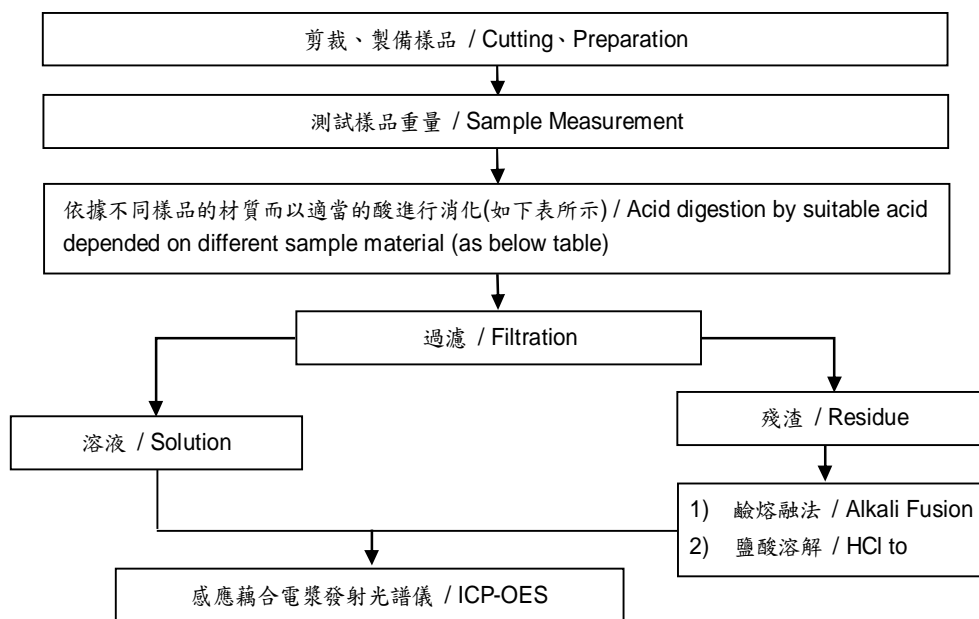 剪裁、製備樣品 / Cutting、Preparation
測試樣品重量 / Sample Measurement
依據不同樣品的材質而以適當的酸進行消化(如下表所示) / Acid digestion by suitable acid
depended on different sample material (as below table)
過濾 / Filtration
溶液 / Solution
殘渣 / Residue
1) 鹼熔融法 / Alkali Fusion
2) 鹽酸溶解 / HCl to
感應藕合電漿發射光譜儀 / ICP-OES